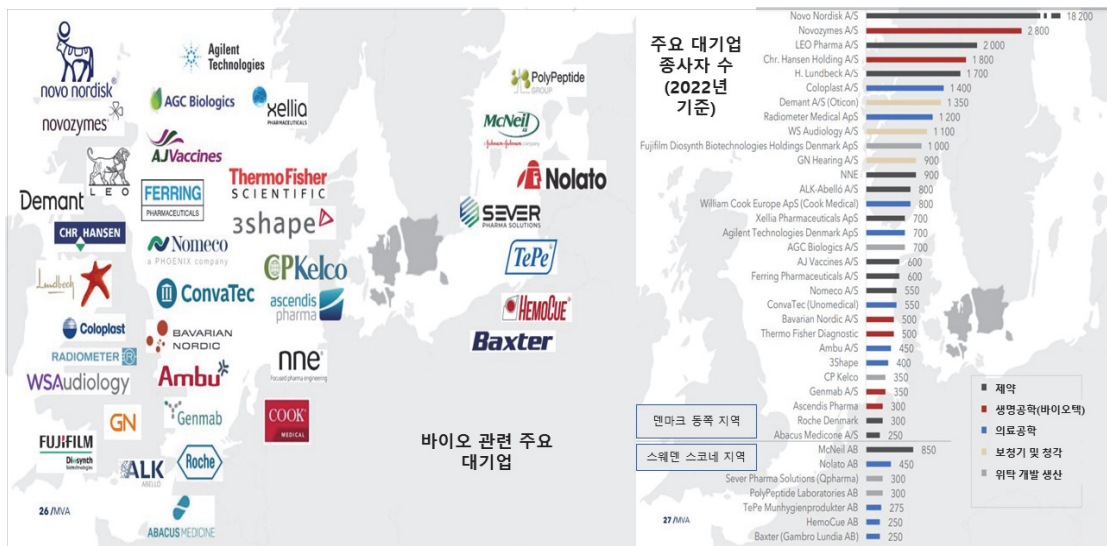 novo nordisk®
Agilent
Technologies
PolyPeptide
GROUP
novozymes
AGC Biologics
xellia
PHARMACEUTICALS
McNeil
AJVaccines
LEO
Demant
FERRING
PHARMACEUTICALS
ThermoFisher
SCIENTIFIC
Nolato
3shape
SEVER
PHARMA SOLUTIONS
CHR HANSEN
Nomeco
a PHOENIX company
CPKelco
TePe®
Lundbeck
ConvaTec
ascendis
pharma
HEMOCUE
Coloplast
BAVARIAN
NORDIC
Baxter
RADIOMETER
WSAudiology
Ambu
nne
Focused pharma engineering
GN
Genmab
COOK
MEDICAL
FUJIFILM
Diosynth
biotechnologies
ALK
ABELLO
Roche
ABACUS MEDICINE
바이오 관련 주요
대기업
26 /MVA
주요 대기업
종사자 수
(2022년
기준)
Novo Nordisk A/S 18 200
Novozymes A/S 2 800
LEO Pharma A/S 2 000
Chr. Hansen Holding A/S 1 800
H. Lundbeck A/S 1 700
Coloplast A/S 1 400
Demant A/S (Oticon) 1 350
Radiometer Medical ApS 1 200
WS Audiology A/S 1 100
Fujifilm Diosynth Biotechnologies Holdings Denmark ApS 1 000
GN Hearing A/S 900
NNE 900
ALK-Abelló A/S 800
William Cook Europe ApS (Cook Medical) 800
Xellia Pharmaceuticals ApS 700
Agilent Technologies Denmark ApS 700
AGC Biologics A/S 700
AJ Vaccines A/S 600
Ferring Pharmaceuticals A/S 600
Nomeco A/S 550
ConvaTec (Unomedical) 550
Bavarian Nordic A/S 500
Thermo Fisher Diagnostic 500
Ambu A/S 450
3Shape 400
CP Kelco 350
Genmab A/S 350
Ascendis Pharma 300
Roche Denmark 300
Abacus Medicone A/S 250
McNeil AB 850
Nolato AB 450
Sever Pharma Solutions (Qpharma) 300
PolyPeptide Laboratories AB 300
TePe Munhygienprodukter AB 275
HemoCue AB 250
Baxter (Gambro Lundia AB) 250
덴마크 동쪽 지역
스웨덴 스코네 지역
제약
생명공학(바이오텍)
의료공학
보청기 및 청각
위탁 개발 생산
27 /MVA